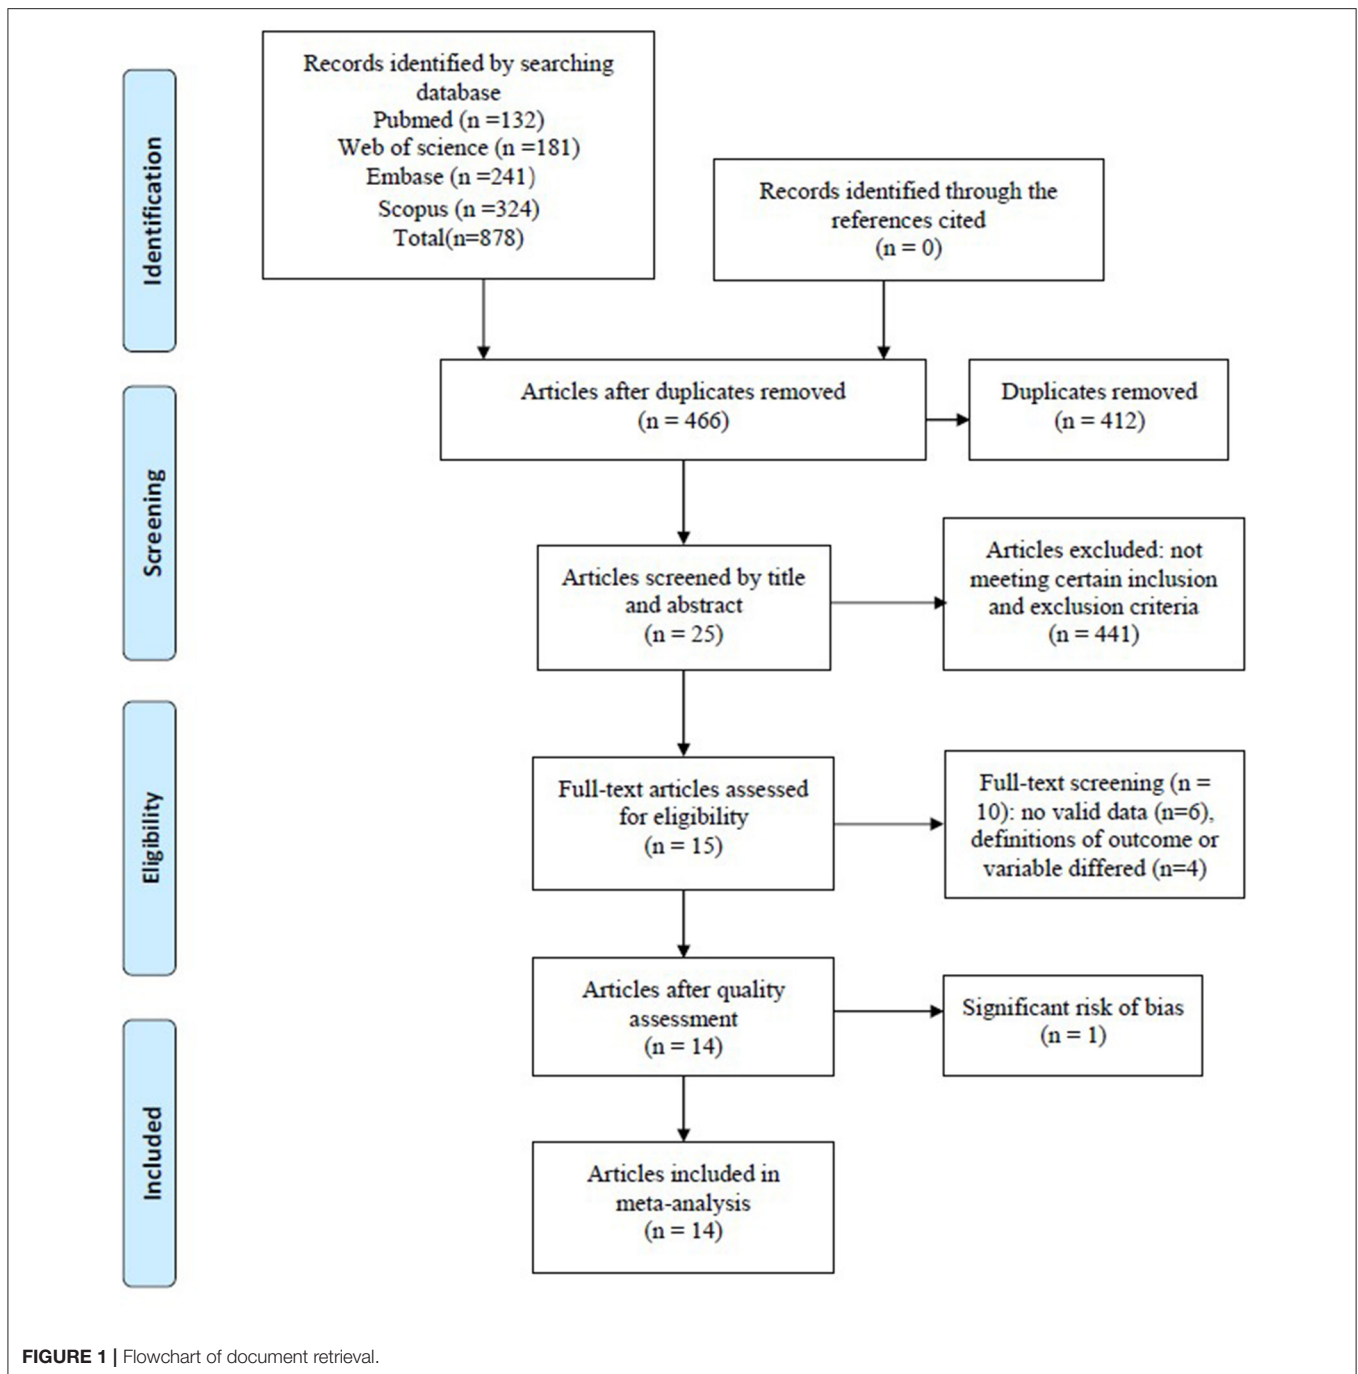 Identification
Records identified by searching
database
Pubmed (n =132)
Web of science (n =181)
Embase (n =241)
Scopus (n =324)
Total(n=878)
Records identified through the
references cited
(n = 0)
Screening
Articles after duplicates removed
(n = 466)
Duplicates removed
(n = 412)
Articles screened by title
and abstract
(n = 25)
Articles excluded: not
meeting certain inclusion
and exclusion criteria
(n = 441)
Eligibility
Full-text articles assessed
for eligibility
(n = 15)
Full-text screening (n =
10): no valid data (n=6),
definitions of outcome or
variable differed (n=4)
Articles after quality
assessment
(n = 14)
Significant risk of bias
(n = 1)
Included
Articles included in
meta-analysis
(n = 14)
FIGURE 1 | Flowchart of document retrieval.